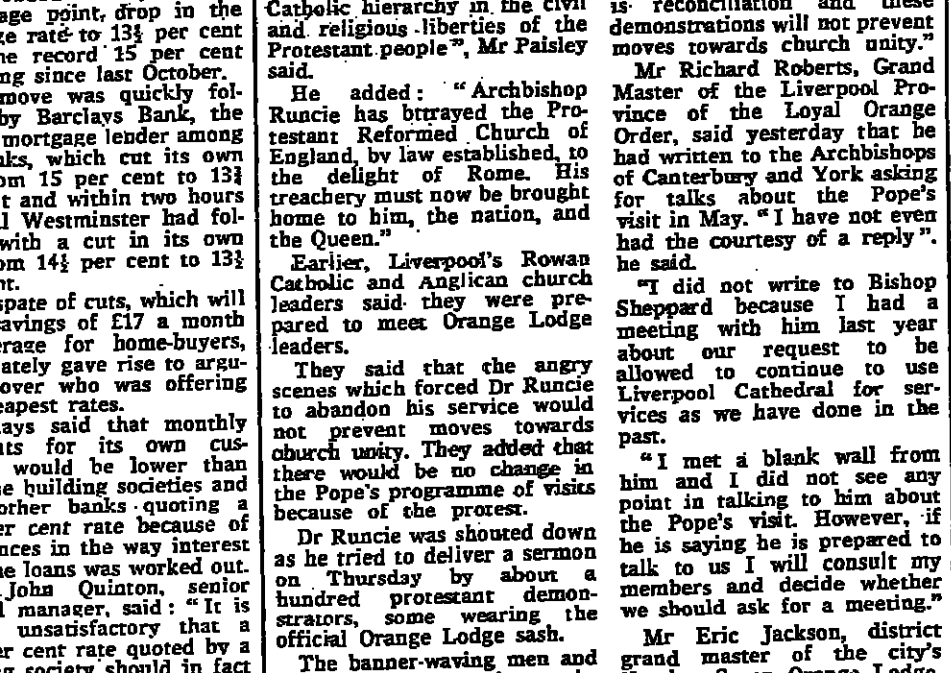 age point, drop in the
rate to 13½ per cent
record 15 per cent
since last October.
move was quickly fol-
by Barclays Bank, the
mortgage lender among
which cut its own
15 per cent to 13¾
and within two hours
Westminster had fol-
with a cut in its own
14½ per cent to 13½
nt.
spate of cuts, which will
savings of £17 a month
for home-buyers,
gave rise to argu-
over who was offering
rates.
said that monthly
for its own cus-
would be lower than
building societies and
other banks quoting a
cent rate because of
in the way interest
loans was worked out.
John Quinton, senior
manager, said: "It is
unsatisfactory that a
cent rate quoted by a
society should in fact
Catholic hierarchy in the civil
and religious liberties of the
Protestant people", Mr Paisley
said.
He added: "Archbishop
Runcie has btrrayed the Pro-
testant Reformed Church of
England, by law established, to
the delight of Rome. His
treachery must now be brought
home to him, the nation, and
the Queen."
Earlier, Liverpool's Rowan
Catholic and Anglican church
leaders said they were pre-
pared to meet Orange Lodge
leaders.
They said that the angry
scenes which forced Dr Runcie
to abandon his service would
not prevent moves towards
church unity. They added that
there would be no change in
the Pope's programme of visits
because of the protest.
Dr Runcie was shouted down
as he tried to deliver a sermon
on Thursday by about a
hundred protestant demon-
strators, some wearing the
official Orange Lodge sash.
The banner-waving men and
is reconciliation and these
demonstrations will not prevent
moves towards church unity."
Mr Richard Roberts, Grand
Master of the Liverpool Pro-
vince of the Loyal Orange
Order, said yesterday that he
had written to the Archbishops
of Canterbury and York asking
for talks about the Pope's
visit in May. "I have not even
had the courtesy of a reply".
he said.
"I did not write to Bishop
Sheppard because I had a
meeting with him last year
about our request to be
allowed to continue to use
Liverpool Cathedral for ser-
vices as we have done in the
past.
"I met a blank wall from
him and I did not see any
point in talking to him about
the Pope's visit. However, if
he is saying he is prepared to
talk to us I will consult my
members and decide whether
we should ask for a meeting."
Mr Eric Jackson, district
grand master of the city's
Orange Lodge